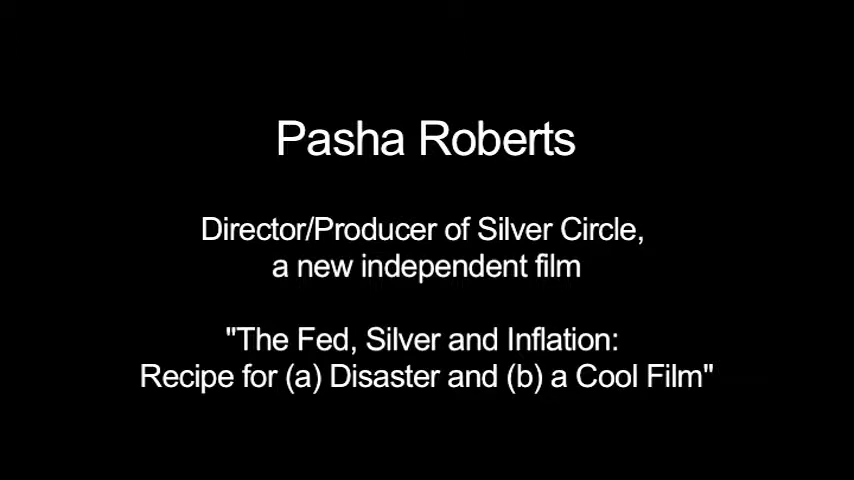 Pasha Roberts
Director/Producer of Silver Circle,
a new independent film
"The Fed, Silver and Inflation:
Recipe for (a) Disaster and (b) a Cool Film"